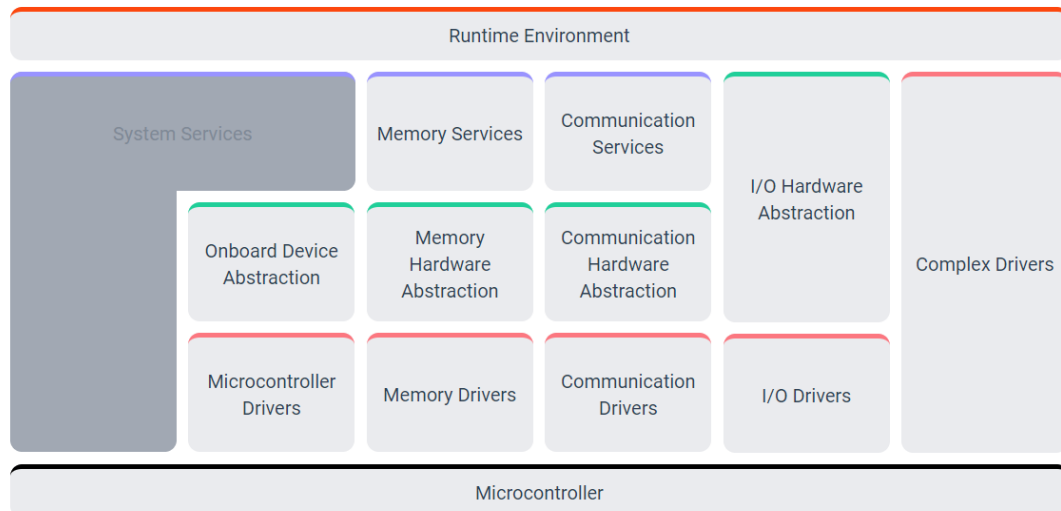 Runtime Environment
System Services
Memory Services
Communication
Services
I/O Hardware
Abstraction
Complex Drivers
Onboard Device
Abstraction
Memory
Hardware
Abstraction
Communication
Hardware
Abstraction
Microcontroller
Drivers
Memory Drivers
Communication
Drivers
I/O Drivers
Microcontroller